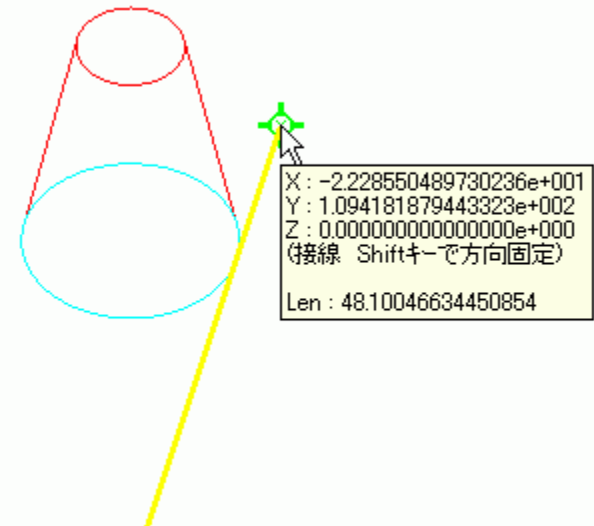 X : -2.228550489730236e+001
Y : 1.094181879443323e+002
Z : 0.000000000000000e+000
(接線 Shiftキーで方向固定)
Len : 48.10046634450854